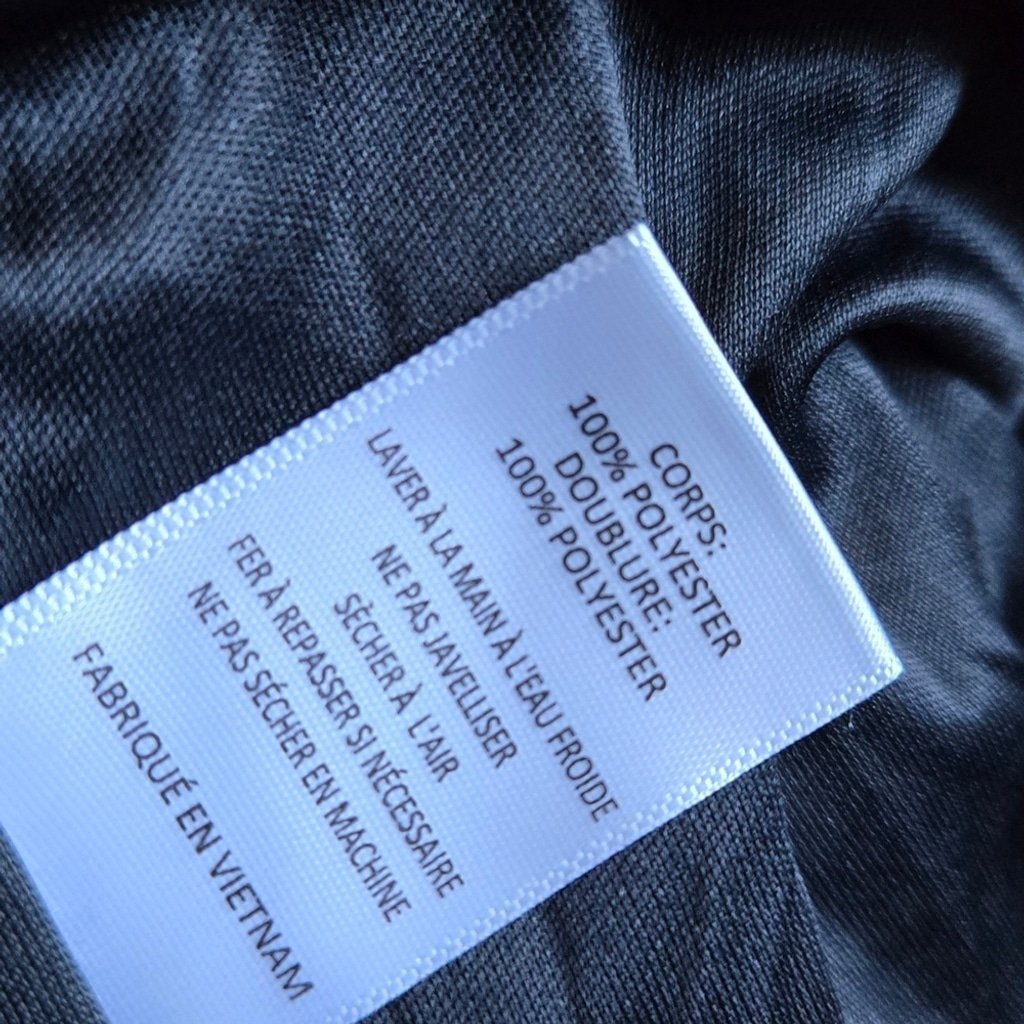 CORPS:
100% POLYESTER
DOUBLURE:
100% POLYESTER
LAVER À LA MAIN À L'EAU FROIDE
NE PAS JAVELLISER
SÈCHER À L'AIR
FER À REPASSER SI NÉCESSAIRE
NE PAS SÉCHER EN MACHINE
FABRIQUÉ EN VIETNAM